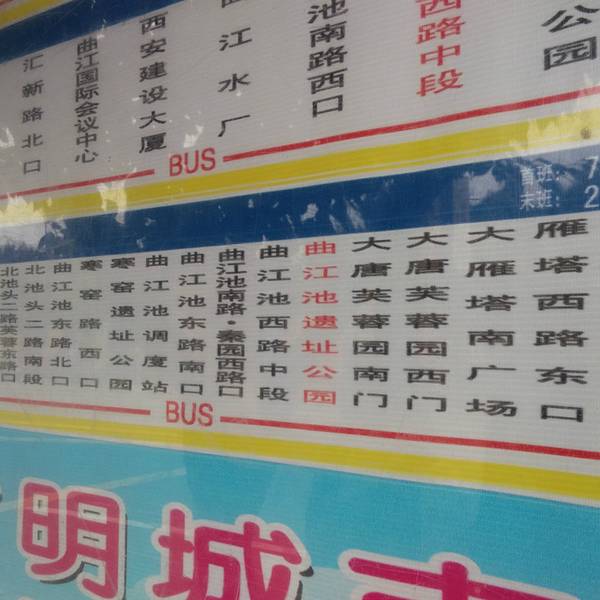 汇新路北口
曲江国际会议中心
西安建设大厦
江水厂
池南路西口
西路中段
公园
BUS
首班: 7
末班: 2
北池头二路芙蓉东路口
北池头二路南段
曲江池东路北口
寒窑路西口
寒窑遗址公园
曲江池调度站
曲江池东路南口
曲江池南路·秦园西路口
曲江池西路中段
曲江池遗址公园
大唐芙蓉园南门
大唐芙蓉园西门
大雁塔南广场
雁塔西路东口
BUS
明城